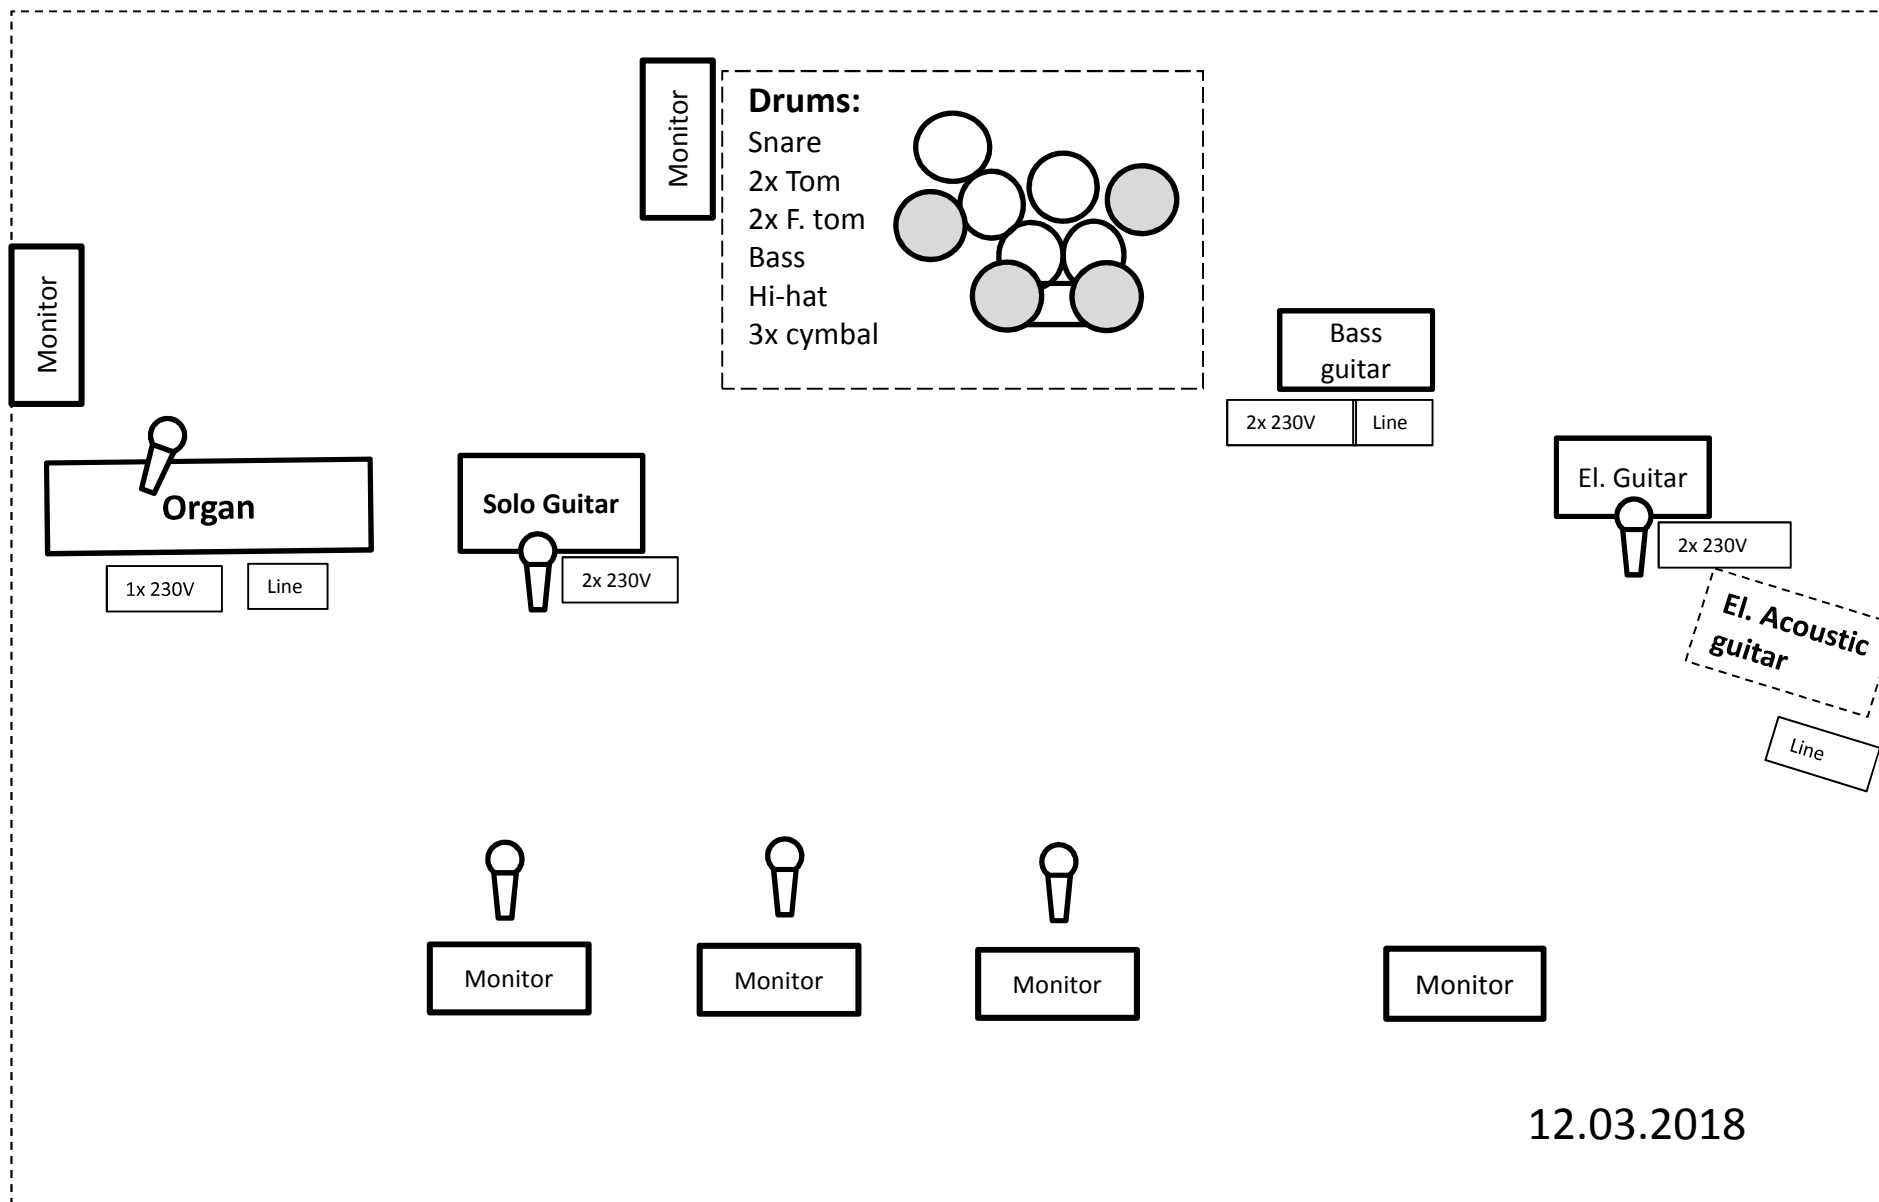 Monitor
Drums:
Snare
2x Tom
2x F. tom
Bass
Hi-hat
3x cymbal
Monitor
Bass
guitar
2x 230V
Line
Organ
1x 230V
Line
Solo Guitar
2x 230V
El. Guitar
2x 230V
El. Acoustic
guitar
Line
Monitor
Monitor
Monitor
Monitor
12.03.2018